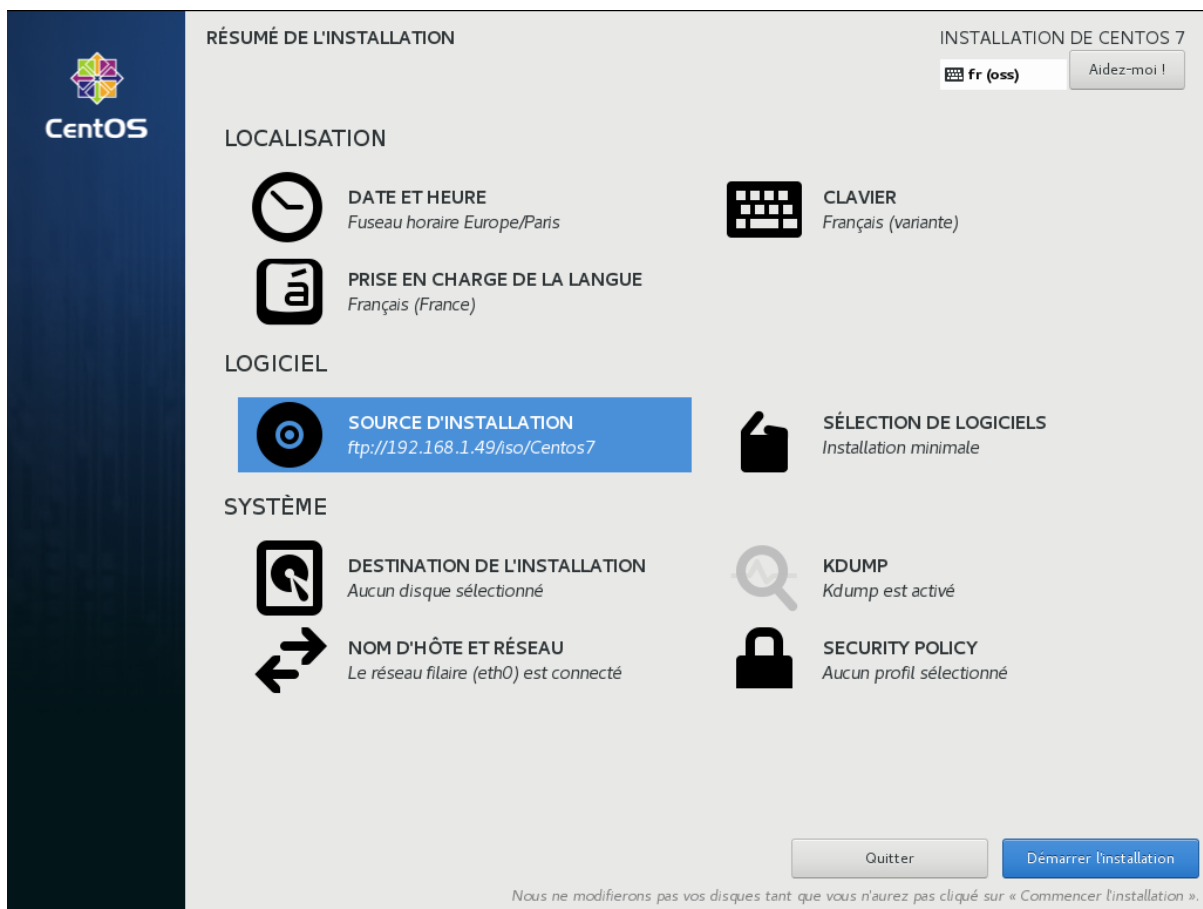 CentOS
RÉSUMÉ DE L'INSTALLATION
INSTALLATION DE CENTOS 7
fr (oss)
Aidez-moi !
LOCALISATION
DATE ET HEURE
Fuseau horaire Europe/Paris
CLAVIER
Français (variante)
á
PRISE EN CHARGE DE LA LANGUE
Français (France)
LOGICIEL
SOURCE D'INSTALLATION
ftp://192.168.1.49/iso/Centos7
SÉLECTION DE LOGICIELS
Installation minimale
SYSTÈME
DESTINATION DE L'INSTALLATION
Aucun disque sélectionné
KDUMP
Kdump est activé
NOM D'HÔTE ET RÉSEAU
Le réseau filaire (eth0) est connecté
SECURITY POLICY
Aucun profil sélectionné
Quitter
Démarrer l'installation
Nous ne modifierons pas vos disques tant que vous n'aurez pas cliqué sur « Commencer l'installation ».